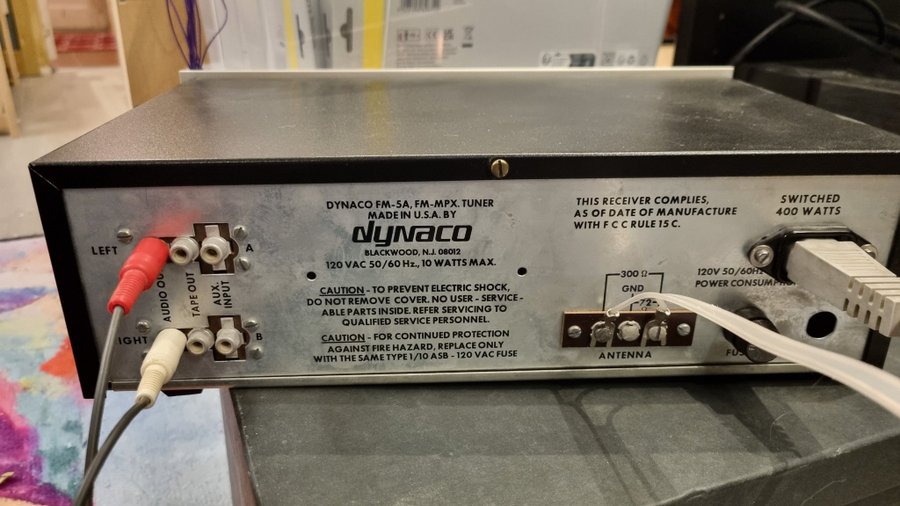 DYNACO FM-5A, FM-MPX. TUNER
MADE IN U.S.A. BY
dynaco
BLACKWOOD, N.J. 08012
120 VAC 50/60 Hz., 10 WATTS MAX.
CAUTION - TO PREVENT ELECTRIC SHOCK,
DO NOT REMOVE COVER. NO USER - SERVICE -
ABLE PARTS INSIDE. REFER SERVICING TO
QUALIFIED SERVICE PERSONNEL.
CAUTION - FOR CONTINUED PROTECTION
AGAINST FIRE HAZARD, REPLACE ONLY
WITH THE SAME TYPE 1/10 ASB - 120 VAC FUSE
LEFT
A
AUDIO OU
TAPE OUT
AUX.
INPUT
IGHT
B
THIS RECEIVER COMPLIES,
AS OF DATE OF MANUFACTURE
WITH F C C RULE 15 C.
300 Ω
GND
72
ANTENNA
SWITCHED
400 WATTS
120V 50/60H
POWER CONSUMP
FUS